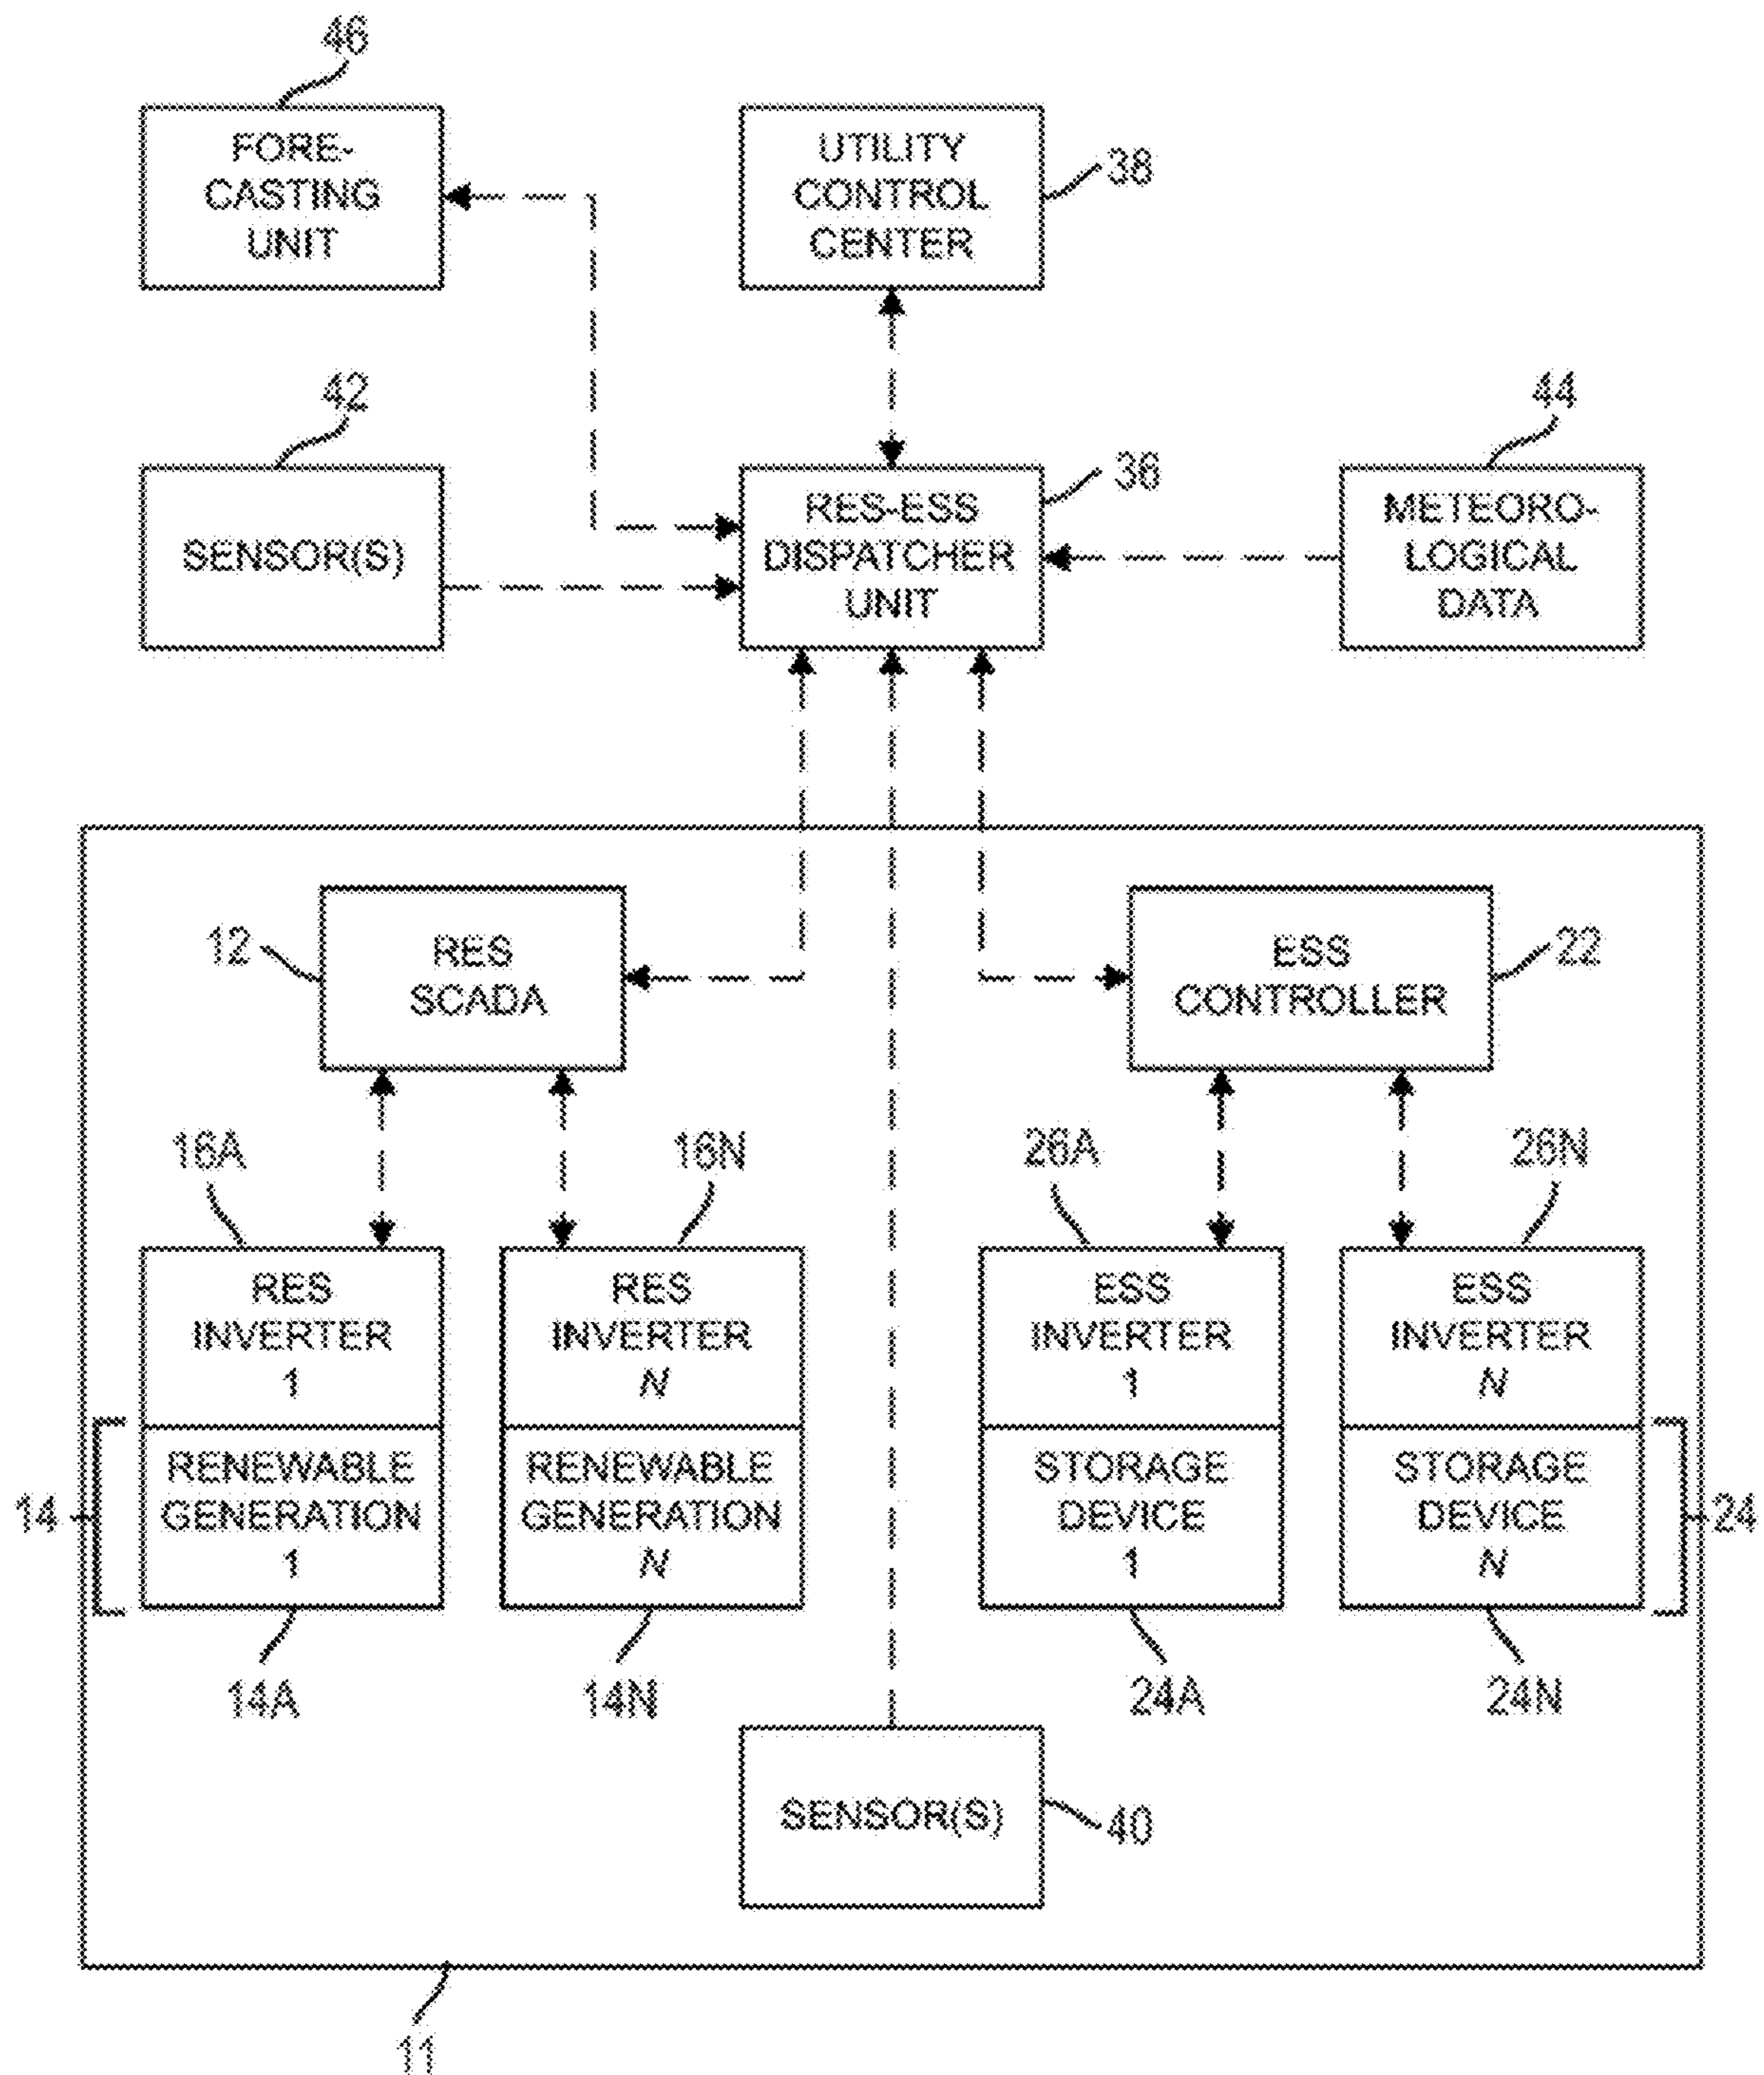 46
FORE-
CASTING
UNIT
UTILITY
CONTROL
CENTER
38
42
SENSOR(S)
RES-ESS
DISPATCHER
UNIT
36
44
METEORO-
LOGICAL
DATA
12
RES
SCADA
ESS
CONTROLLER
22
16A
16N
26A
26N
RES
INVERTER
1
RES
INVERTER
N
ESS
INVERTER
1
ESS
INVERTER
N
14
RENEWABLE
GENERATION
1
RENEWABLE
GENERATION
N
STORAGE
DEVICE
1
STORAGE
DEVICE
N
24
14A
14N
24A
24N
SENSOR(S)
40
11